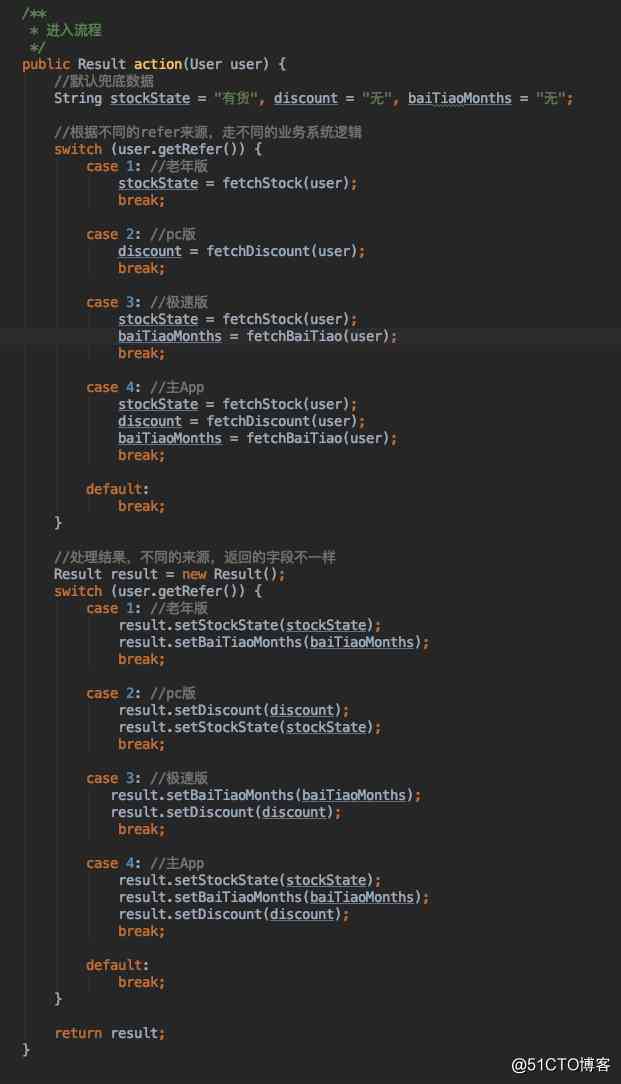 /**
 * 进入流程
 */
public Result action(User user) {
    //默认兜底数据
    String stockState = "有货", discount = "无", baiTiaoMonths = "无";

    //根据不同的refer来源，走不同的业务系统逻辑
    switch (user.getRefer()) {
        case 1: //老年版
            stockState = fetchStock(user);
            break;

        case 2: //pc版
            discount = fetchDiscount(user);
            break;

        case 3: //极速版
            stockState = fetchStock(user);
            baiTiaoMonths = fetchBaiTiao(user);
            break;

        case 4: //主App
            stockState = fetchStock(user);
            discount = fetchDiscount(user);
            baiTiaoMonths = fetchBaiTiao(user);
            break;

        default:
            break;
    }

    //处理结果，不同的来源，返回的字段不一样
    Result result = new Result();
    switch (user.getRefer()) {
        case 1: //老年版
            result.setStockState(stockState);
            result.setBaiTiaoMonths(baiTiaoMonths);
            break;

        case 2: //pc版
            result.setDiscount(discount);
            result.setStockState(stockState);
            break;

        case 3: //极速版
           result.setBaiTiaoMonths(baiTiaoMonths);
           result.setDiscount(discount);
            break;

        case 4: //主App
            result.setStockState(stockState);
            result.setBaiTiaoMonths(baiTiaoMonths);
            result.setDiscount(discount);
            break;

        default:
            break;
    }

    return result;
}
@51CTO博客